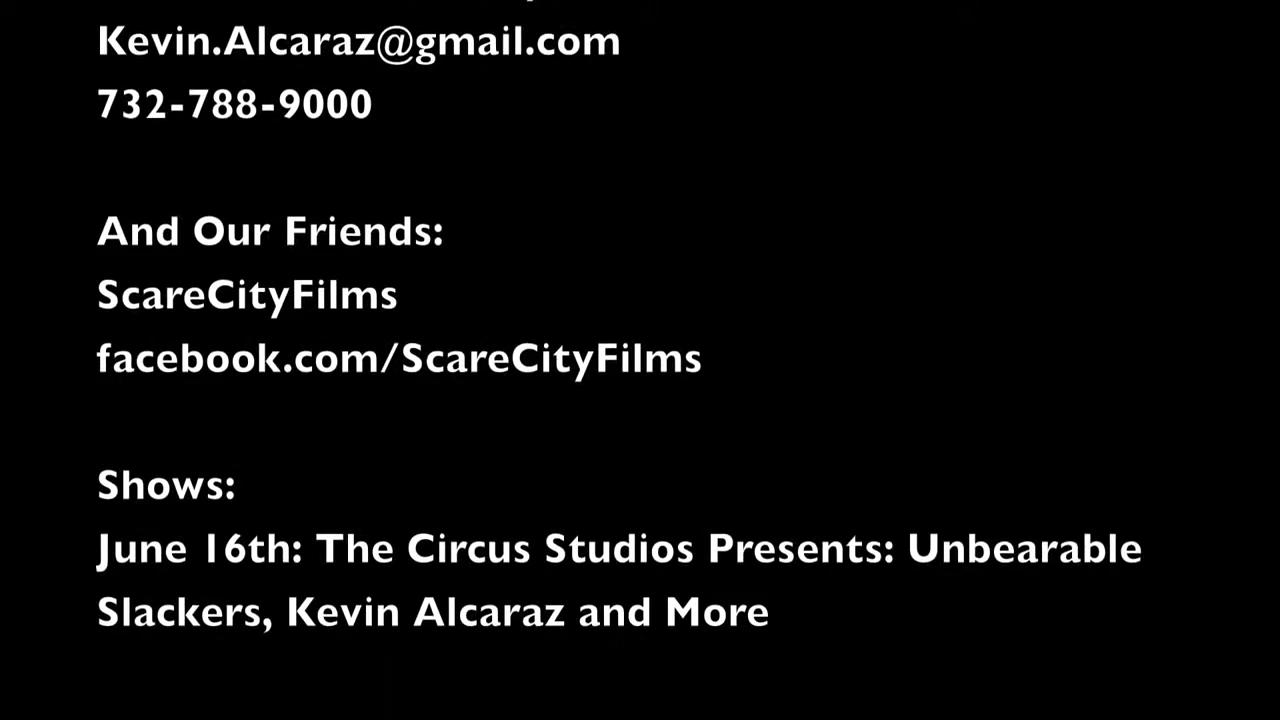 Kevin.Alcaraz@gmail.com
732-788-9000
And Our Friends:
ScareCityFilms
facebook.com/ScareCityFilms
Shows:
June 16th: The Circus Studios Presents: Unbearable
Slackers, Kevin Alcaraz and More